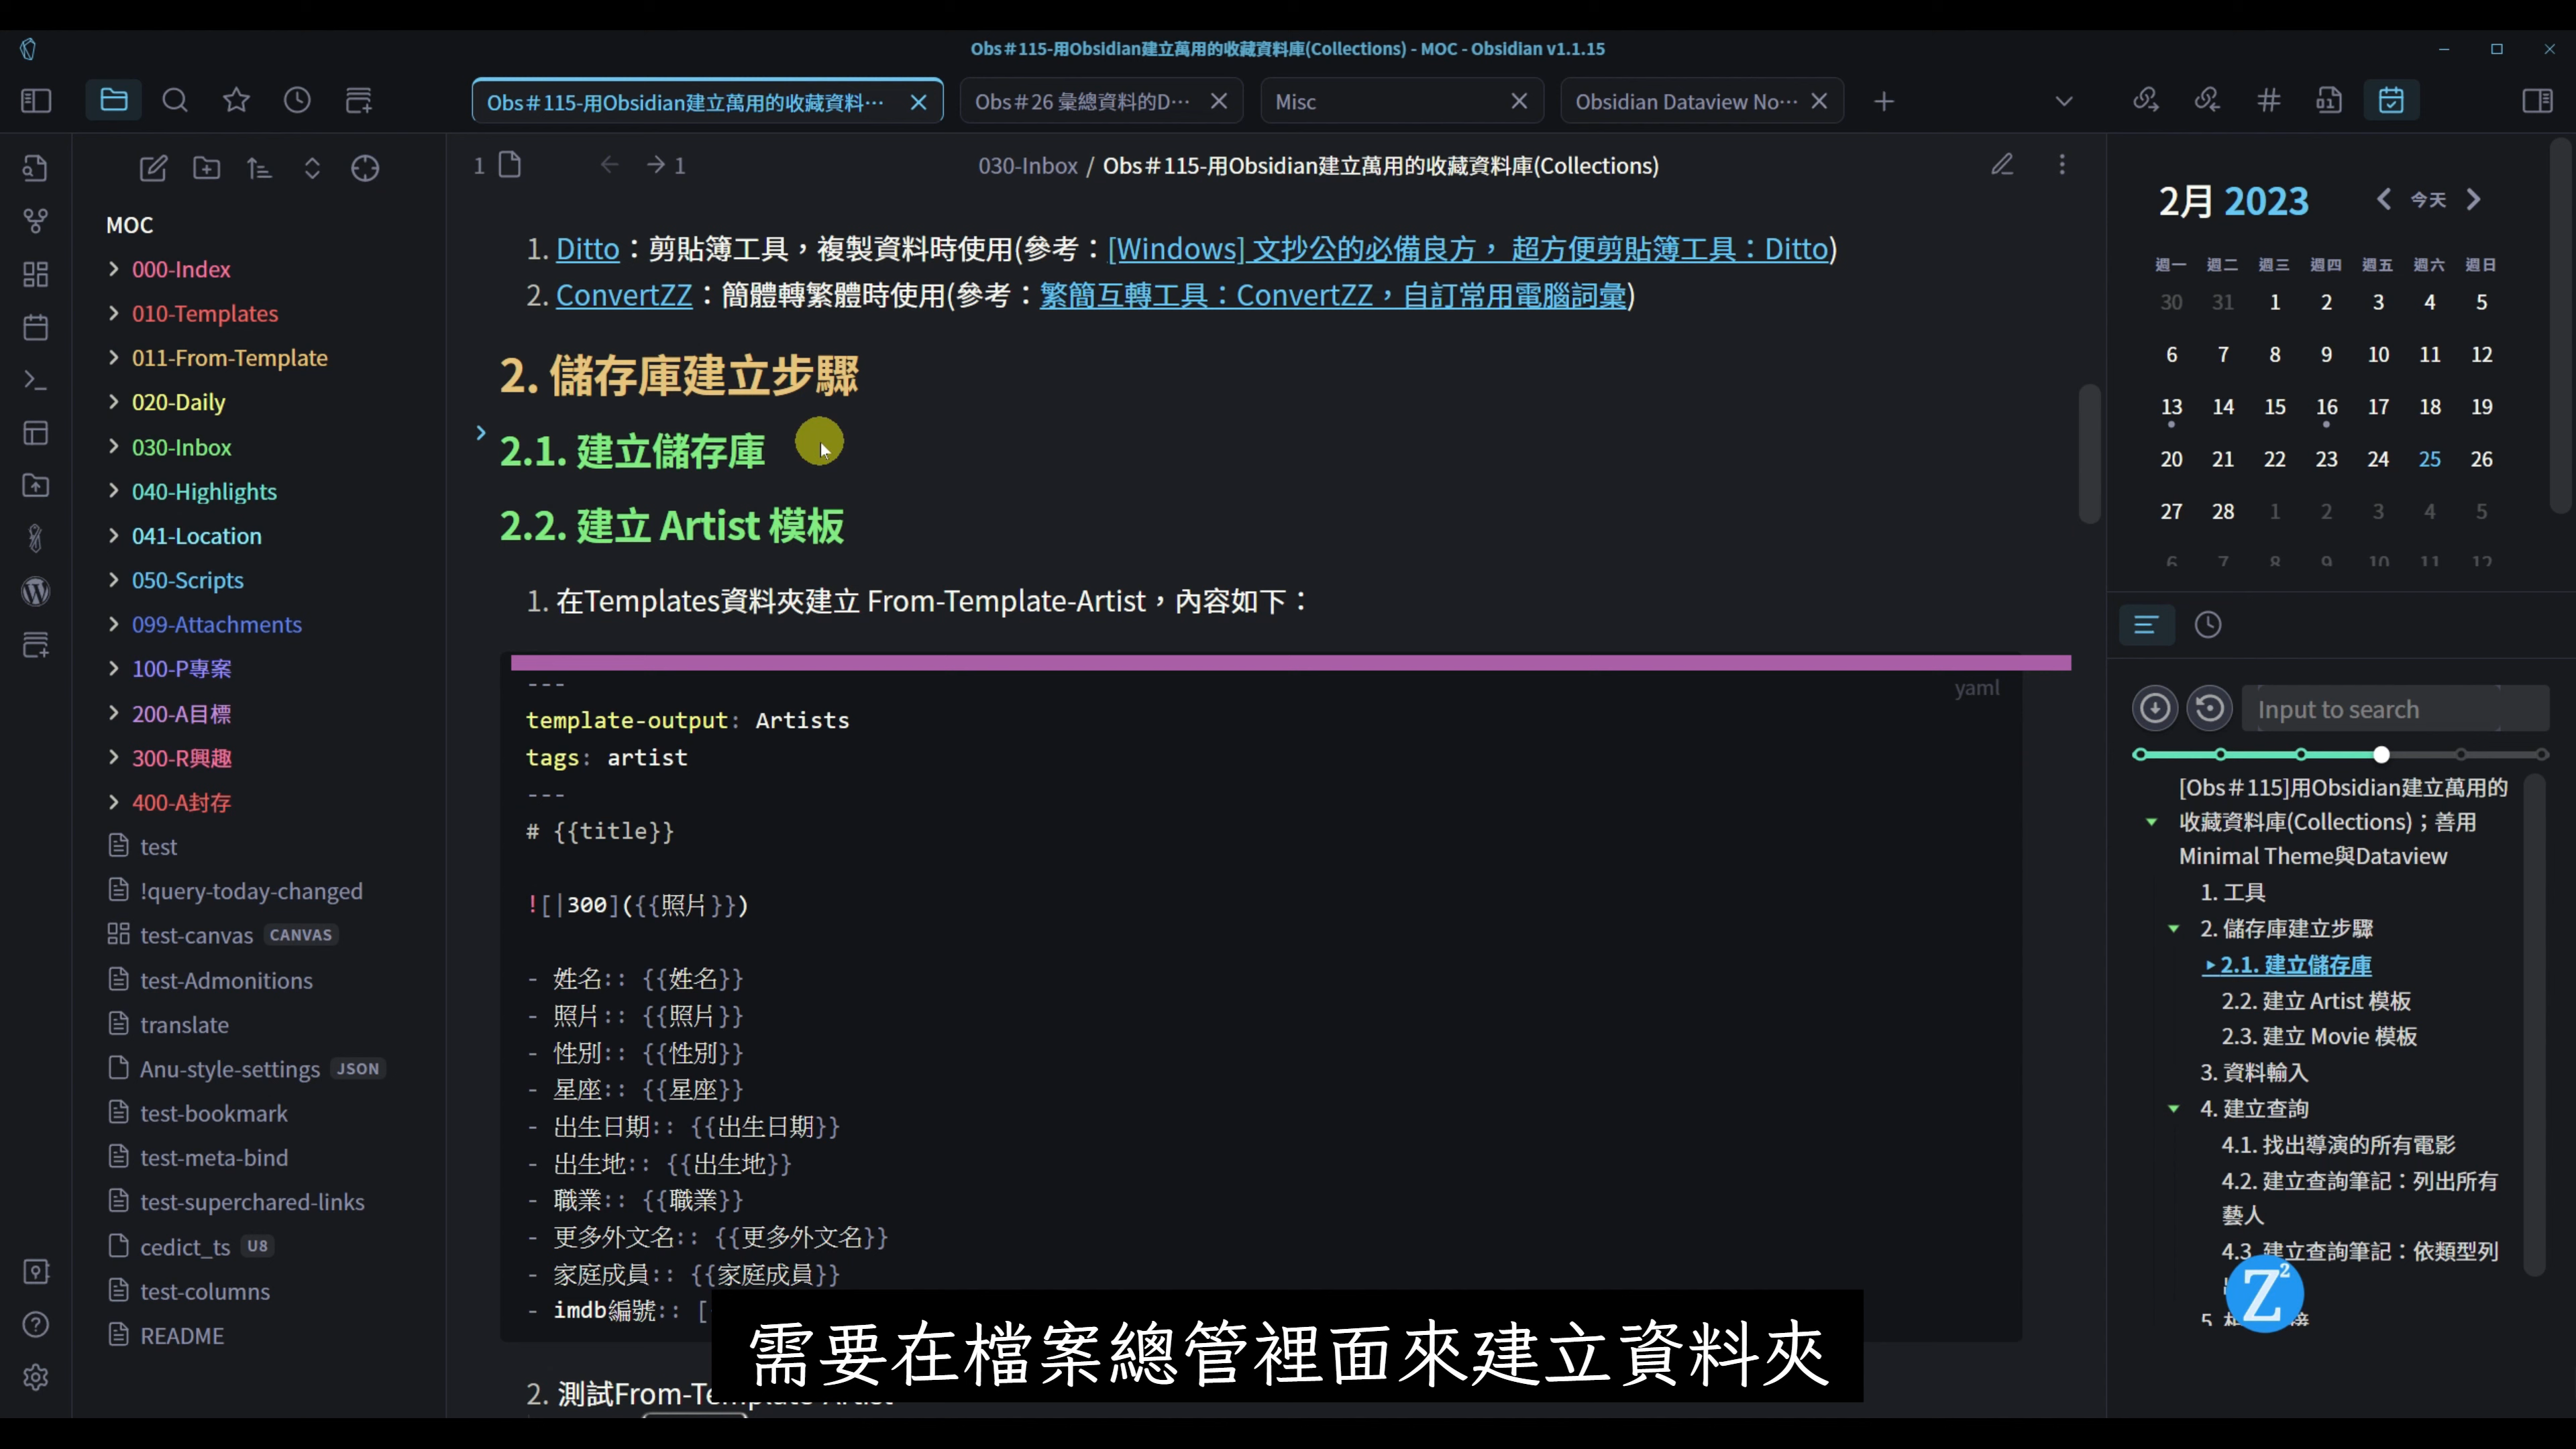 Obs#115-用Obsidian建立萬用的收藏資料庫(Collections) - MOC - Obsidian v1.1.15
Obs#115-用Obsidian建立萬用的收藏資料⋯
Obs#26 彙總資料的D⋯
Misc
Obsidian Dataview No⋯
MOC
000-Index
010-Templates
011-From-Template
020-Daily
030-Inbox
040-Highlights
041-Location
050-Scripts
099-Attachments
100-P專案
200-A目標
300-R興趣
400-A封存
test
!query-today-changed
test-canvas CANVAS
test-Admonitions
translate
Anu-style-settings JSON
test-bookmark
test-meta-bind
test-superchared-links
cedict_ts U8
test-columns
README
1
1
030-Inbox / Obs#115-用Obsidian建立萬用的收藏資料庫(Collections)
1. Ditto:剪貼簿工具,複製資料時使用(參考:[Windows] 文抄公的必備良方, 超方便剪貼簿工具:Ditto)
2. ConvertZZ:簡體轉繁體時使用(參考:繁簡互轉工具:ConvertZZ,自訂常用電腦詞彙)
2. 儲存庫建立步驟
2.1. 建立儲存庫
2.2. 建立 Artist 模板
1. 在Templates資料夾建立 From-Template-Artist,內容如下:
yaml
---
template-output: Artists
tags: artist
---
# {{title}}
![|300]({{照片}})
- 姓名:: {{姓名}}
- 照片:: {{照片}}
- 性別:: {{性別}}
- 星座:: {{星座}}
- 出生日期:: {{出生日期}}
- 出生地:: {{出生地}}
- 職業:: {{職業}}
- 更多外文名:: {{更多外文名}}
- 家庭成員:: {{家庭成員}}
- imdb編號:: [
2. 測試From-Template-Artist
需要在檔案總管裡面來建立資料夾
2月 2023
今天
週一 週二 週三 週四 週五 週六 週日
30 31 1 2 3 4 5
6 7 8 9 10 11 12
13 14 15 16 17 18 19
20 21 22 23 24 25 26
27 28 1 2 3 4 5
6 7 8 9 10 11 12
Input to search
[Obs#115]用Obsidian建立萬用的
收藏資料庫(Collections);善用
Minimal Theme與Dataview
1. 工具
2. 儲存庫建立步驟
2.1. 建立儲存庫
2.2. 建立 Artist 模板
2.3. 建立 Movie 模板
3. 資料輸入
4. 建立查詢
4.1. 找出導演的所有電影
4.2. 建立查詢筆記:列出所有
藝人
4.3. 建立查詢筆記:依類型列
5.
Z2